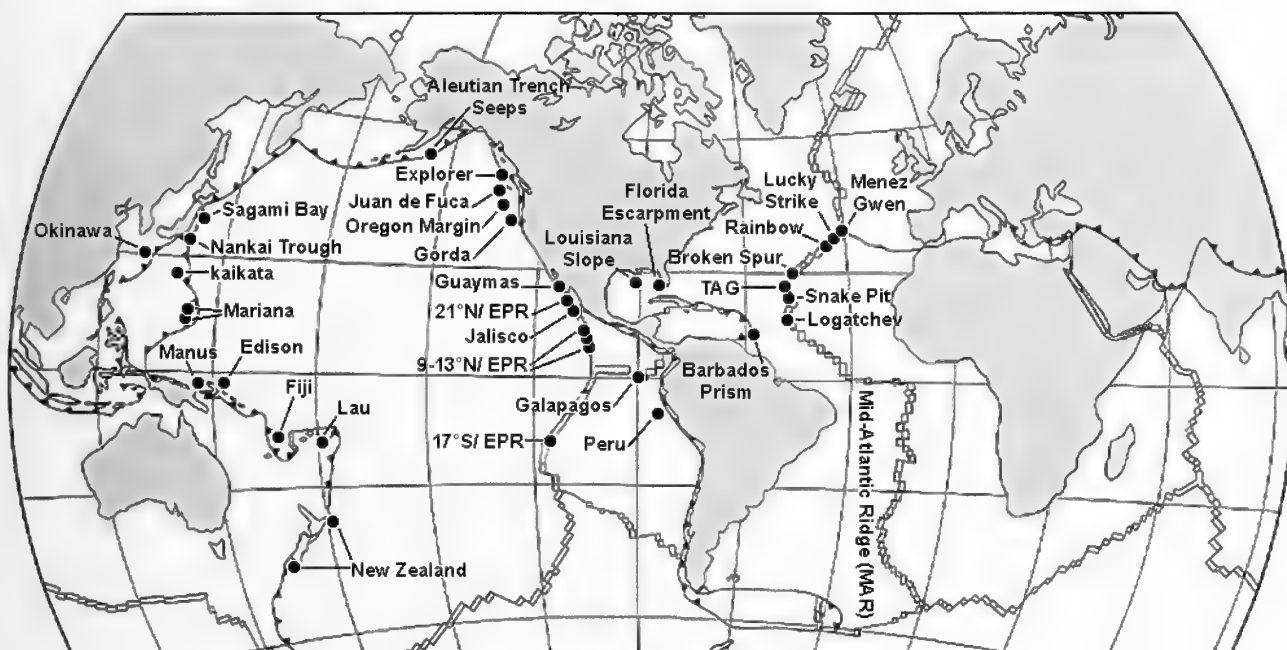 Aleutian Trench
Seeps
Explorer
Juan de Fuca
Oregon Margin
Gorda
Sagami Bay
Okinawa
Nankai Trough
kaikata
Mariana
Manus
Edison
Fiji
Lau
New Zealand
Guaymas
21°N/ EPR
Jalisco
9-13°N/ EPR
Galapagos
17°S/ EPR
Peru
Louisiana
Slope
Florida
Escarpment
Barbados
Prism
Lucky
Strike
Menez
Gwen
Rainbow
Broken Spur
TAG
Snake Pit
Logatchev
Mid-Atlantic Ridge (MAR)